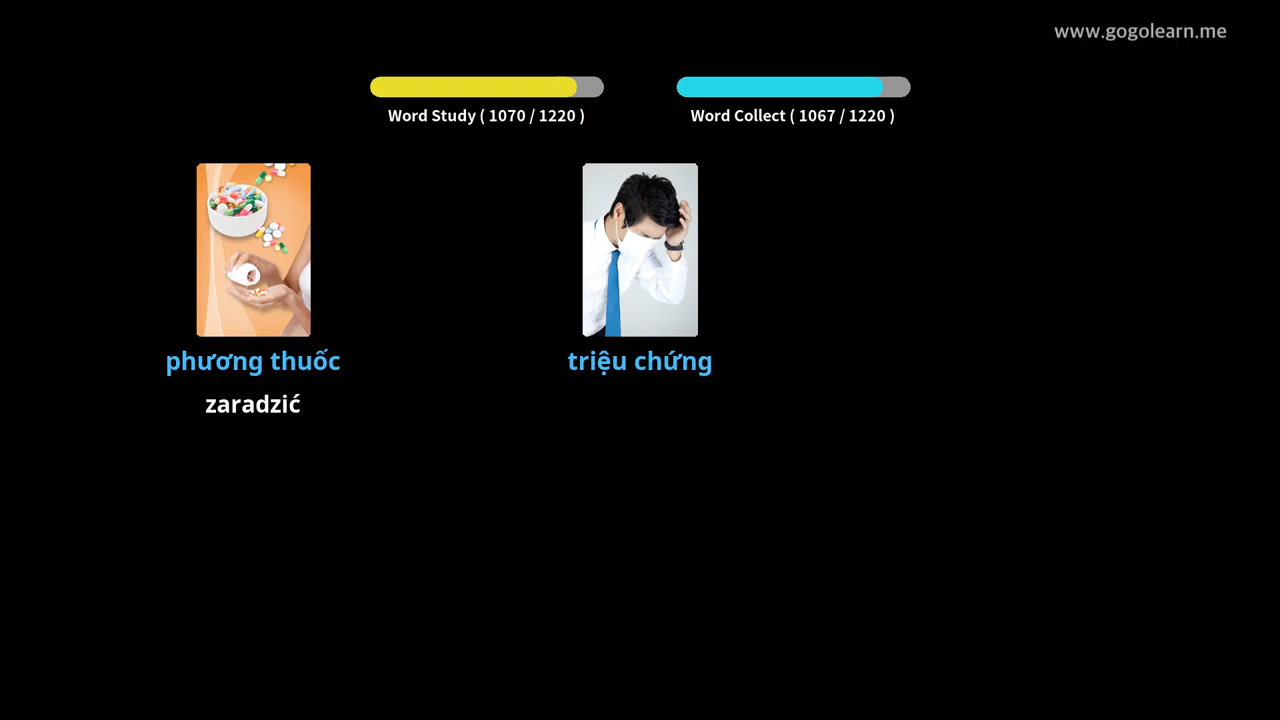 www.gogolearn.me
Word Study ( 1070 / 1220 )
Word Collect ( 1067 / 1220 )
phương thuốc
triệu chứng
zaradzić